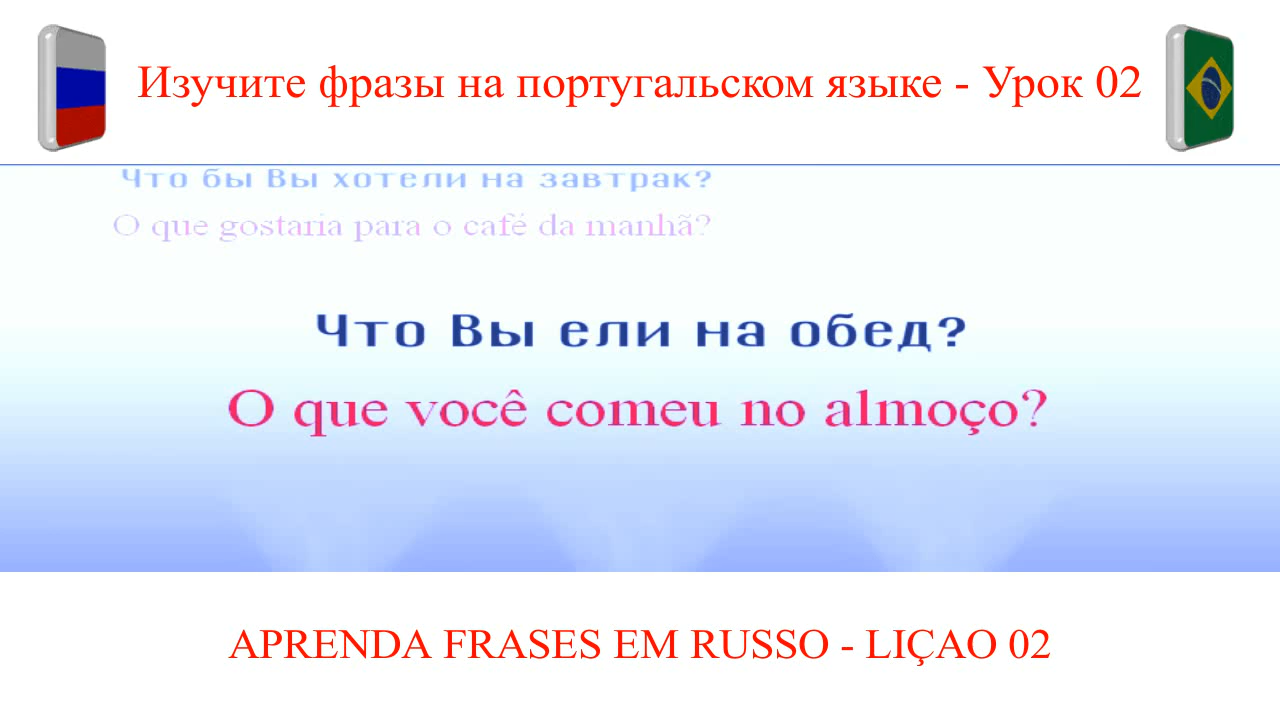 Изучите фразы на португальском языке - Урок 02
Что бы Вы хотели на завтрак?
O que gostaria para o café da manhã?
Что Вы ели на обед?
O que você comeu no almoço?
APRENDA FRASES EM RUSSO - LIÇAO 02